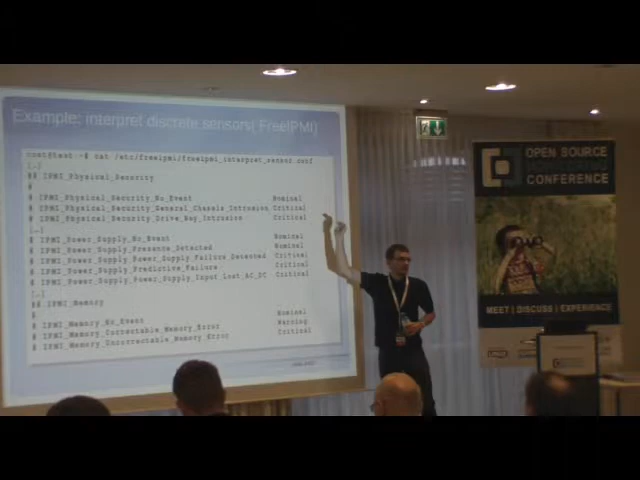 Example: interpret discrete sensors( FreeIPMI)
root@test:~# cat /etc/freeipmi/freeipmi_interpret_sensor.conf
[…]
## IPMI_Physical_Security
#
# IPMI_Physical_Security_No_Event Nominal
# IPMI_Physical_Security_General_Chassis_Intrusion Critical
# IPMI_Physical_Security_Drive_Bay_Intrusion Critical
[…]
# IPMI_Power_Supply_No_Event Nominal
# IPMI_Power_Supply_Presence_Detected Nominal
# IPMI_Power_Supply_Power_Supply_Failure_Detected Critical
# IPMI_Power_Supply_Predictive_Failure Critical
# IPMI_Power_Supply_Power_Supply_Input_Lost_AC_DC Critical
[…]
## IPMI_Memory
#
# IPMI_Memory_No_Event Nominal
# IPMI_Memory_Correctable_Memory_Error Warning
# IPMI_Memory_Uncorrectable_Memory_Error Critical
OPEN SOURCE
CONFERENCE
MEET | DISCUSS | EXPERIENCE